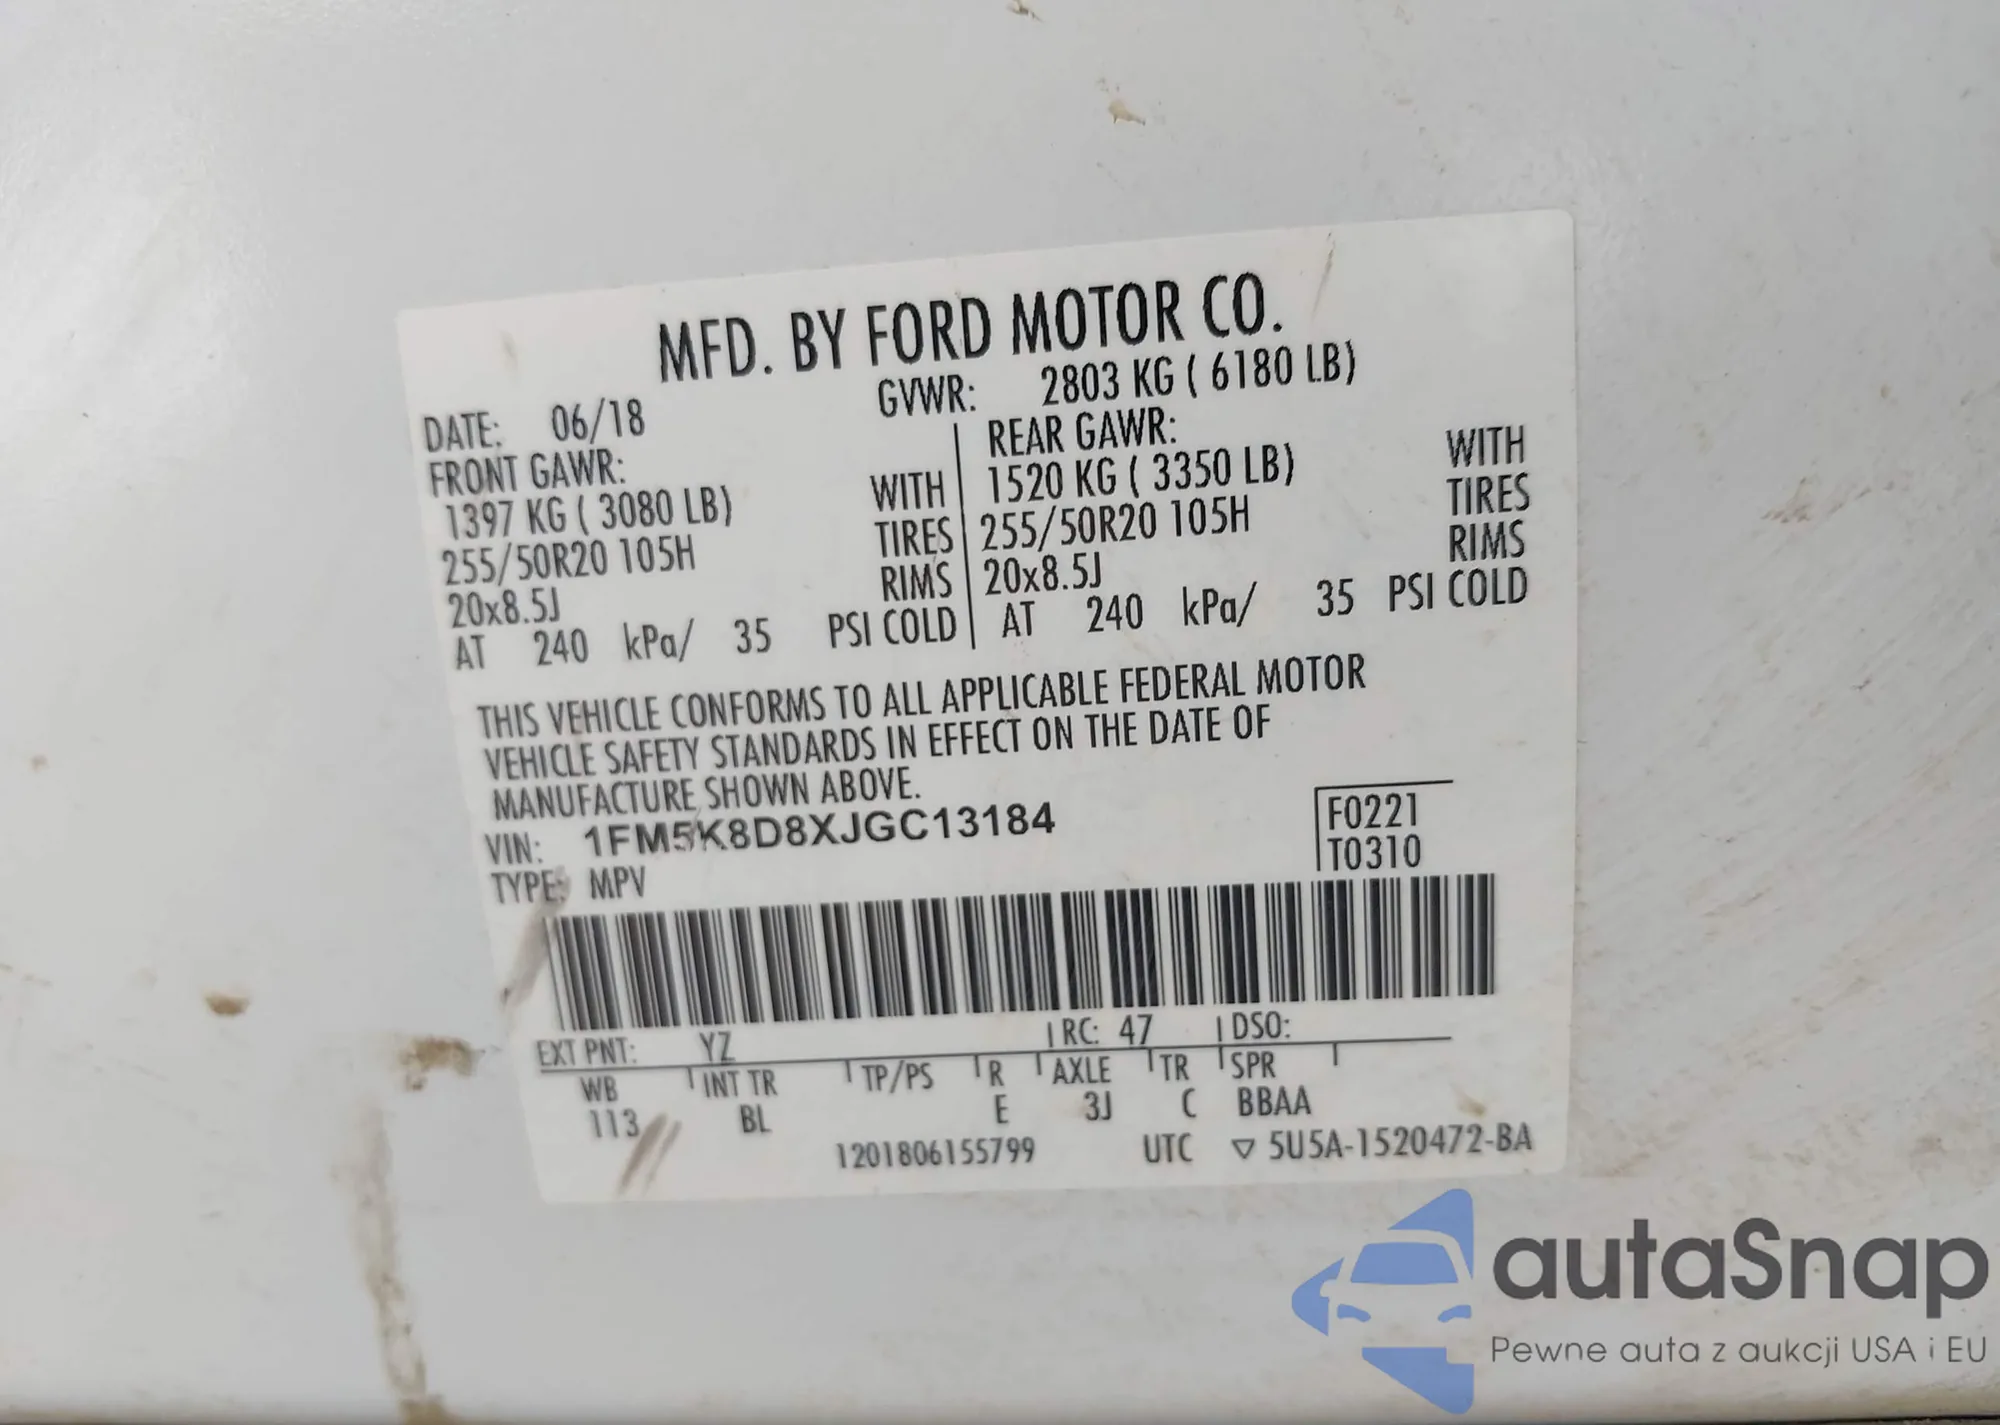 MFD. BY FORD MOTOR CO.
DATE: 06/18 GVWR: 2803 KG ( 6180 LB)
FRONT GAWR: REAR GAWR:
1397 KG ( 3080 LB) WITH 1520 KG ( 3350 LB) WITH
255/50R20 105H TIRES 255/50R20 105H TIRES
20x8.5J RIMS 20x8.5J RIMS
AT 240 kPa/ 35 PSI COLD AT 240 kPa/ 35 PSI COLD
THIS VEHICLE CONFORMS TO ALL APPLICABLE FEDERAL MOTOR
VEHICLE SAFETY STANDARDS IN EFFECT ON THE DATE OF
MANUFACTURE SHOWN ABOVE.
VIN: 1FM5K8D8XJGC13184 F0221
TYPE: MPV T0310
EXT PNT: YZ RC: 47 DSO:
WB INT TR TP/PS R AXLE TR SPR
113 BL E 3J C BBAA
1201806155799 UTC ▽ 5U5A-1520472-BA
autaSnap
Pewne auta z aukcji USA i EU